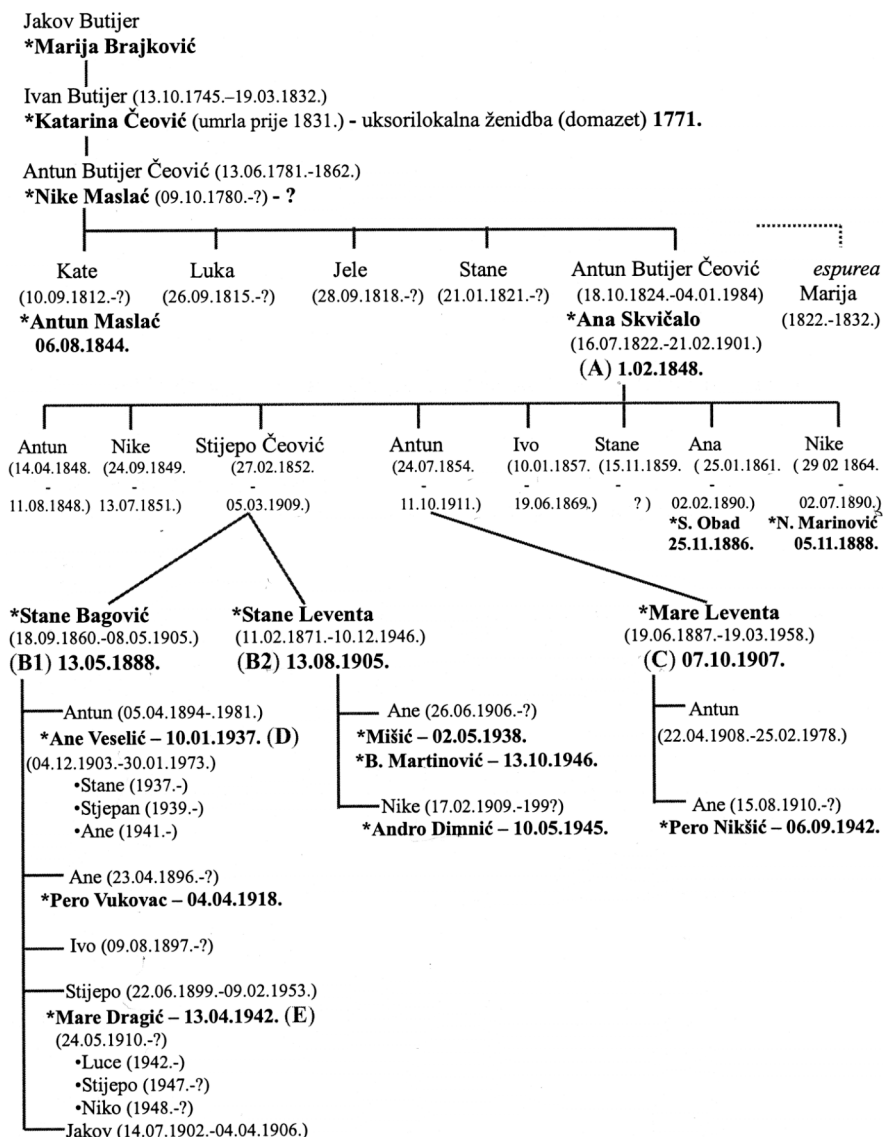 Jakov Butijer
*Marija Brajković
Ivan Butijer (13.10.1745.–19.03.1832.)
*Katarina Čeović (umrla prije 1831.) - uksorilokalna ženidba (domazet) 1771.
Antun Butijer Čeović (13.06.1781.-1862.)
*Nike Maslać (09.10.1780.-?) - ?
Kate
(10.09.1812.-?)
*Antun Maslać
06.08.1844.
Luka
(26.09.1815.-?)
Jele
(28.09.1818.-?)
Stane
(21.01.1821.-?)
Antun Butijer Čeović
(18.10.1824.-04.01.1984)
*Ana Skvičalo
(16.07.1822.-21.02.1901.)
(A) 1.02.1848.
espurea
Marija
(1822.-1832.)
Antun
(14.04.1848.
-
11.08.1848.)
Nike
(24.09.1849.
-
13.07.1851.)
Stijepo Čeović
(27.02.1852.
-
05.03.1909.)
Antun
(24.07.1854.
-
11.10.1911.)
Ivo
(10.01.1857.
-
19.06.1869.)
Stane
(15.11.1859.
-
? )
Ana
( 25.01.1861.
-
02.02.1890.)
*S. Obad
25.11.1886.
Nike
( 29 02 1864.
-
02.07.1890.)
*N. Marinović
05.11.1888.
*Stane Bagović
(18.09.1860.-08.05.1905.)
(B1) 13.05.1888.
Antun (05.04.1894-.1981.)
*Ane Veselić – 10.01.1937. (D)
(04.12.1903-30.01.1973.)
•Stane (1937.-)
•Stjepan (1939.-)
•Ane (1941.-)
Ane (23.04.1896.-?)
*Pero Vukovac – 04.04.1918.
Ivo (09.08.1897.-?)
Stijepo (22.06.1899.-09.02.1953.)
*Mare Dragić – 13.04.1942. (E)
(24.05.1910.-?)
•Luce (1942.-)
•Stijepo (1947.-?)
•Niko (1948.-?)
Jakov (14.07.1902.-04.04.1906.)
*Stane Leventa
(11.02.1871.-10.12.1946.)
(B2) 13.08.1905.
Ane (26.06.1906.-?)
*Mišić – 02.05.1938.
*B. Martinović – 13.10.1946.
Nike (17.02.1909.-199?)
*Andro Dimnić – 10.05.1945.
*Mare Leventa
(19.06.1887.-19.03.1958.)
(C) 07.10.1907.
Antun
(22.04.1908.-25.02.1978.)
Ane (15.08.1910.-?)
*Pero Nikšić – 06.09.1942.